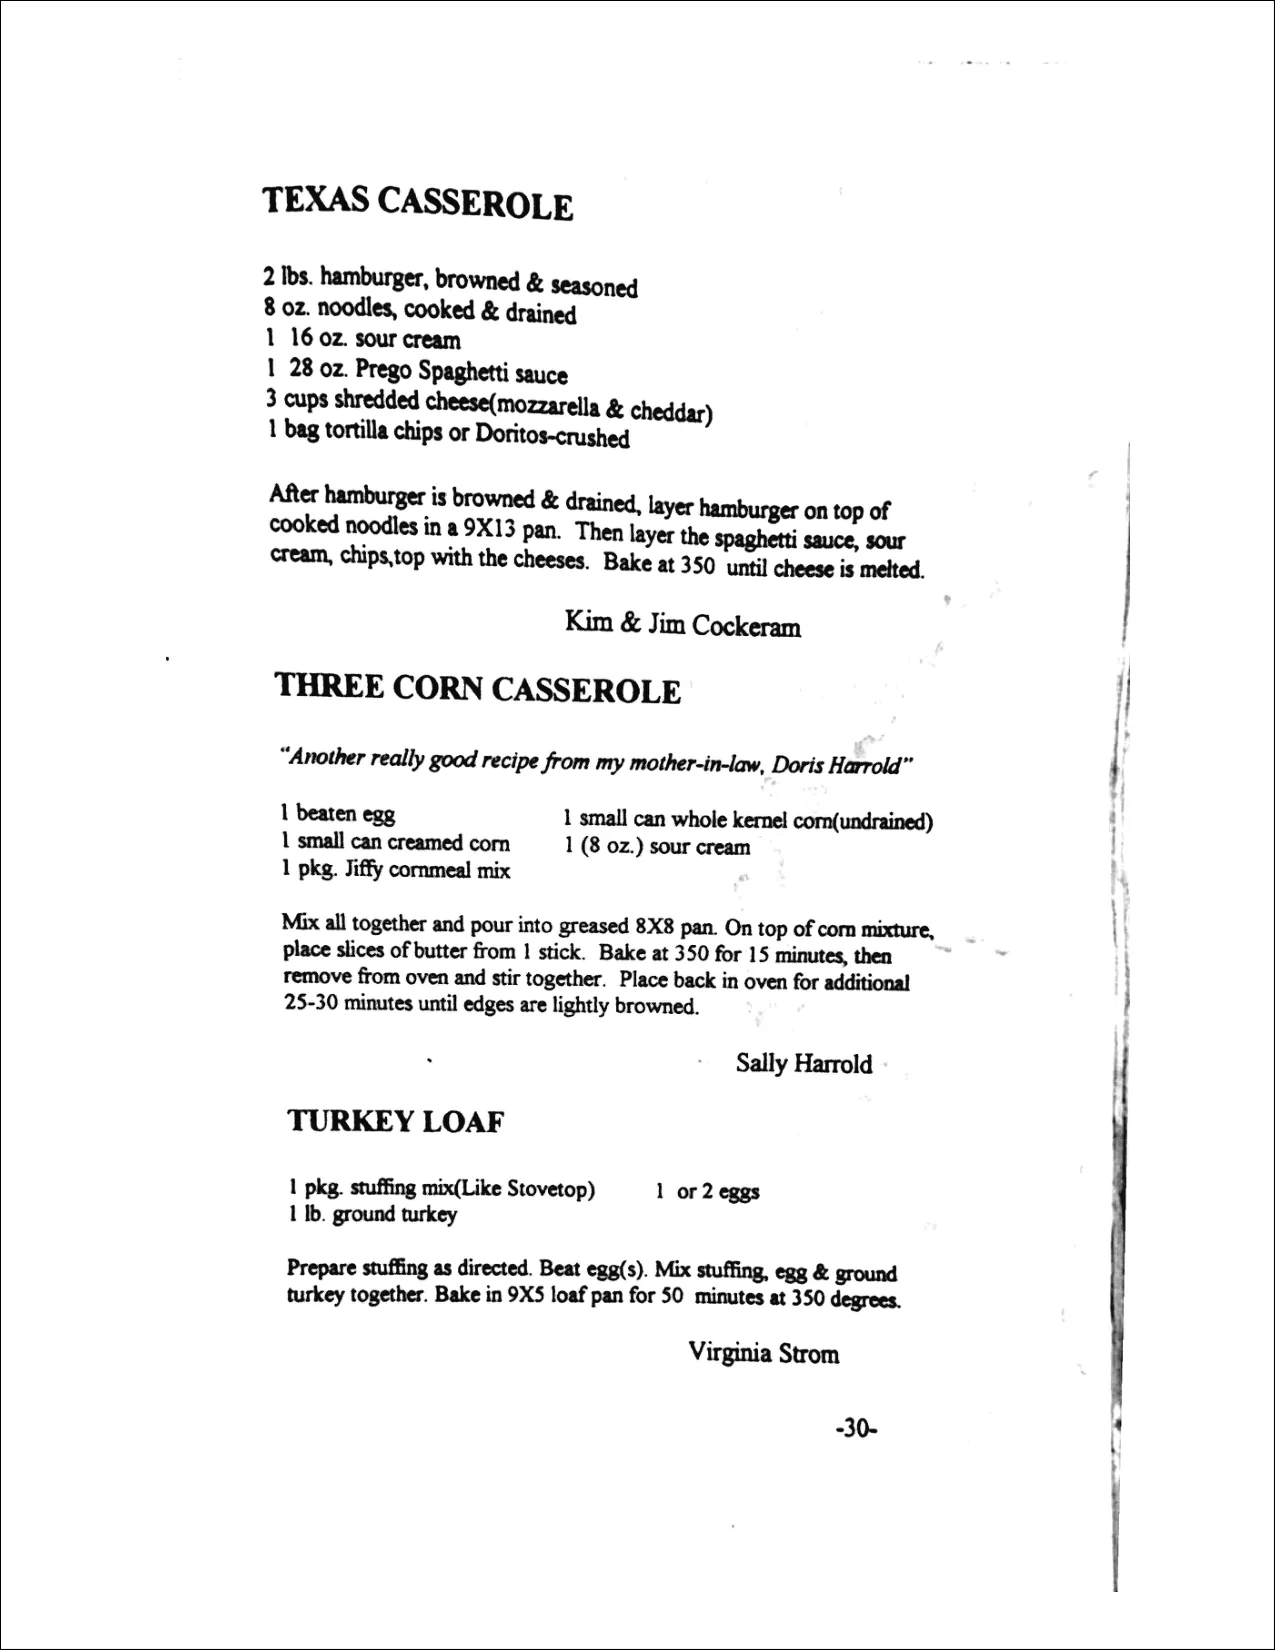 TEXAS CASSEROLE
2 lbs. hamburger, browned & seasoned
8 oz. noodles, cooked & drained
1 16 oz. sour cream
1 28 oz. Prego Spaghetti sauce
3 cups shredded cheese(mozzarella & cheddar)
1 bag tortilla chips or Doritos-crushed
After hamburger is browned & drained, layer hamburger on top of
cooked noodles in a 9X13 pan. Then layer the spaghetti sauce, sour
cream, chips,top with the cheeses. Bake at 350 until cheese is melted.
Kim & Jim Cockeram
THREE CORN CASSEROLE
"Another really good recipe from my mother-in-law, Doris Harrold"
1 beaten egg 1 small can whole kernel corn(undrained)
1 small can creamed corn 1 (8 oz.) sour cream
1 pkg. Jiffy cornmeal mix
Mix all together and pour into greased 8X8 pan. On top of corn mixture,
place slices of butter from 1 stick. Bake at 350 for 15 minutes, then
remove from oven and stir together. Place back in oven for additional
25-30 minutes until edges are lightly browned.
Sally Harrold
TURKEY LOAF
1 pkg. stuffing mix(Like Stovetop) 1 or 2 eggs
1 lb. ground turkey
Prepare stuffing as directed. Beat egg(s). Mix stuffing, egg & ground
turkey together. Bake in 9X5 loaf pan for 50 minutes at 350 degrees.
Virginia Strom
-30-